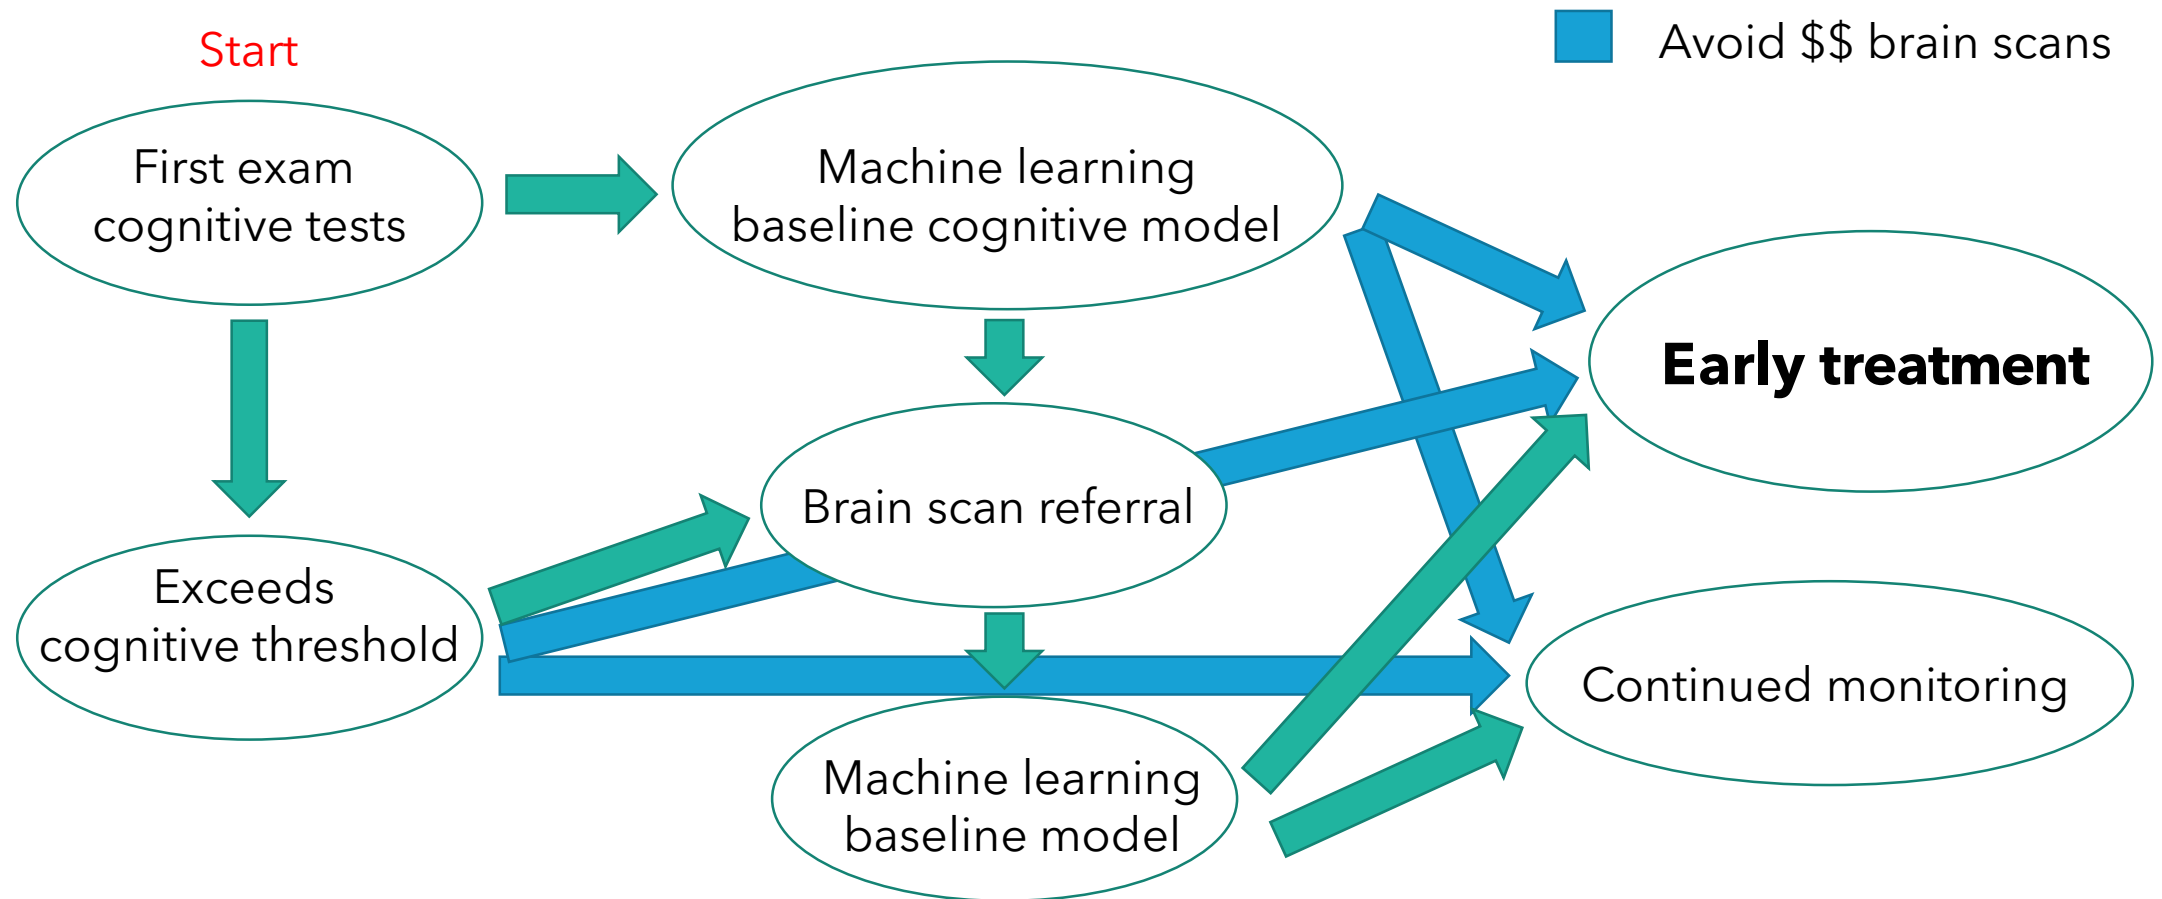 Start
Avoid $$ brain scans
First exam
cognitive tests
Machine learning
baseline cognitive model
Early treatment
Brain scan referral
Exceeds
cognitive threshold
Continued monitoring
Machine learning
baseline model